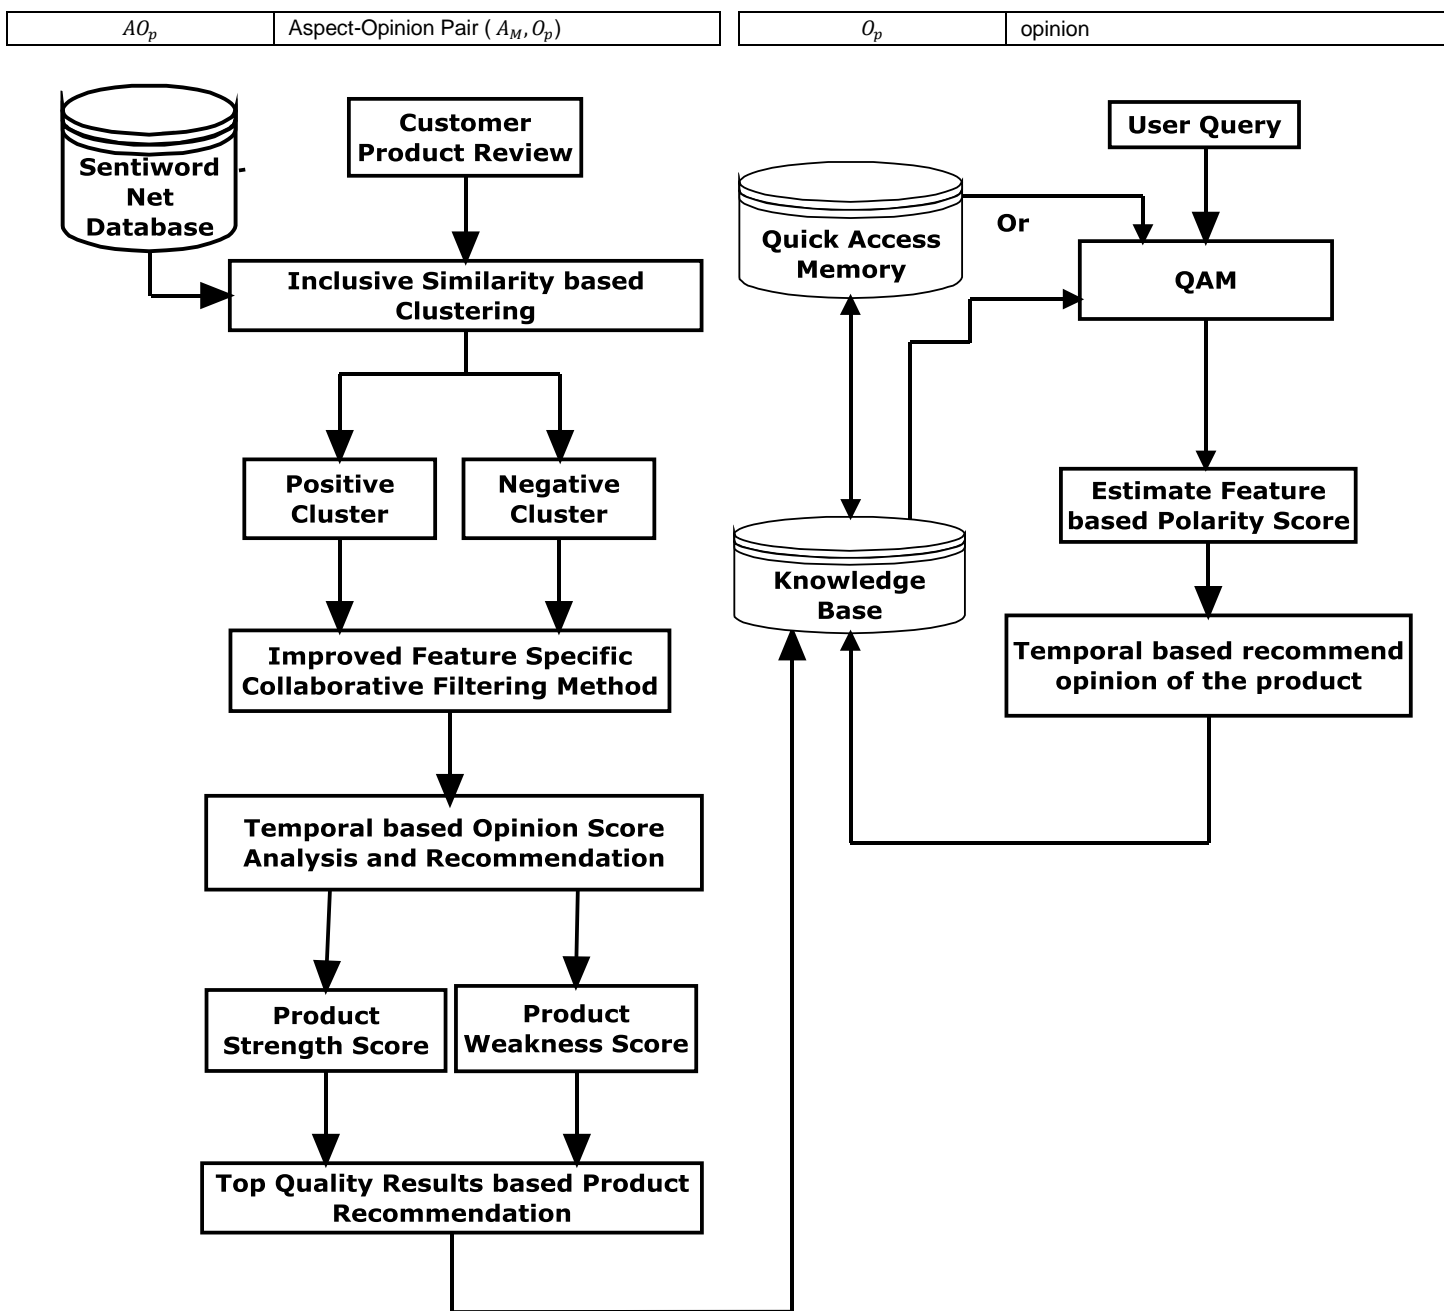 AOp Aspect-Opinion Pair ( AM, Op)
Op opinion
Sentiword
Net
Database
Customer
Product Review
Inclusive Similarity based
Clustering
Positive
Cluster
Negative
Cluster
Improved Feature Specific
Collaborative Filtering Method
Temporal based Opinion Score
Analysis and Recommendation
Product
Strength Score
Product
Weakness Score
Top Quality Results based Product
Recommendation
Quick Access
Memory
Or
User Query
QAM
Knowledge
Base
Estimate Feature
based Polarity Score
Temporal based recommend
opinion of the product